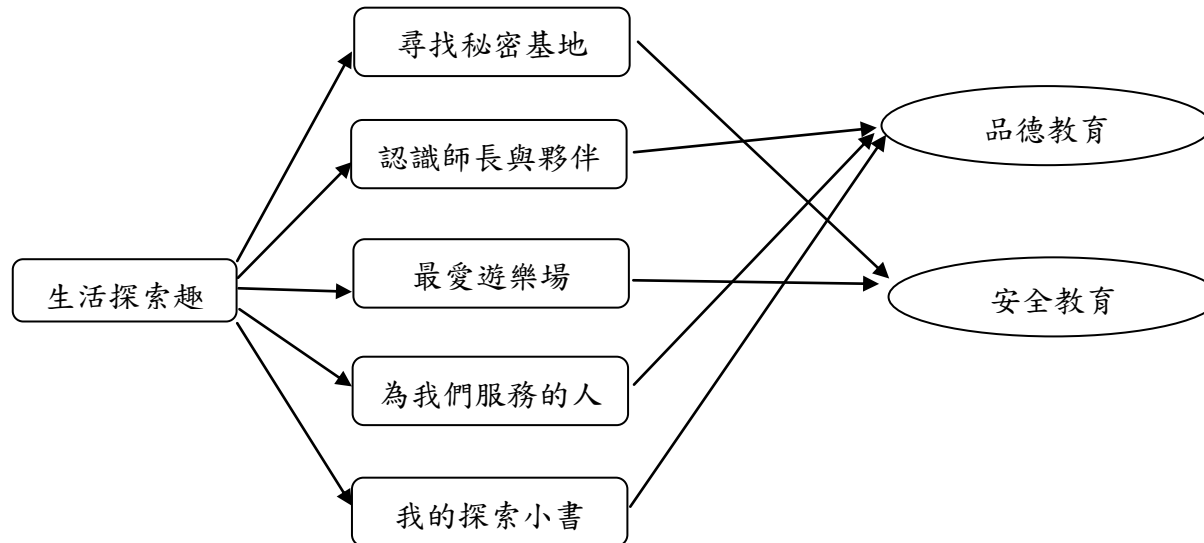 尋找秘密基地
認識師長與夥伴
品德教育
最愛遊樂場
生活探索趣
安全教育
為我們服務的人
我的探索小書